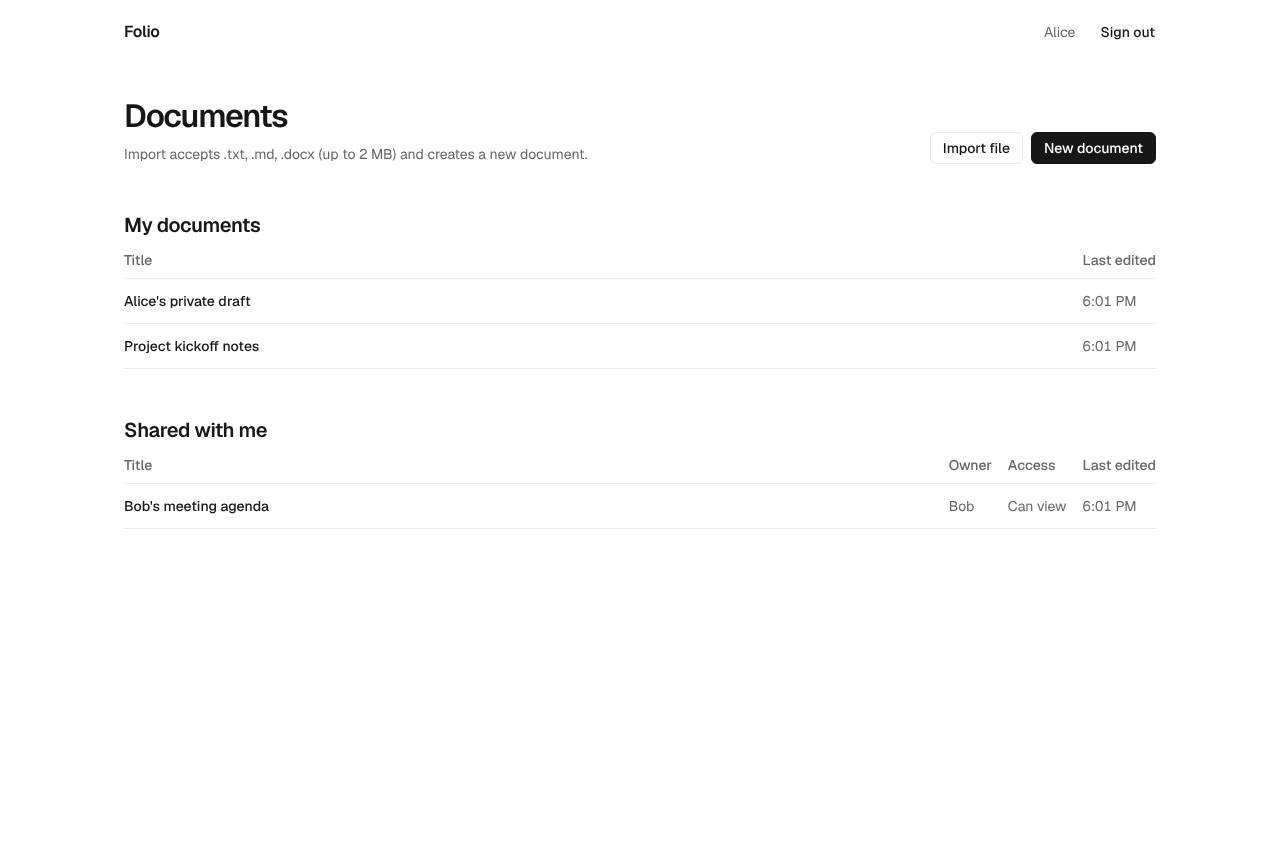 Folio
Alice Sign out
Documents
Import accepts .txt, .md, .docx (up to 2 MB) and creates a new document.
Import file New document
My documents
Title Last edited
Alice's private draft 6:01 PM
Project kickoff notes 6:01 PM
Shared with me
Title Owner Access Last edited
Bob's meeting agenda Bob Can view 6:01 PM